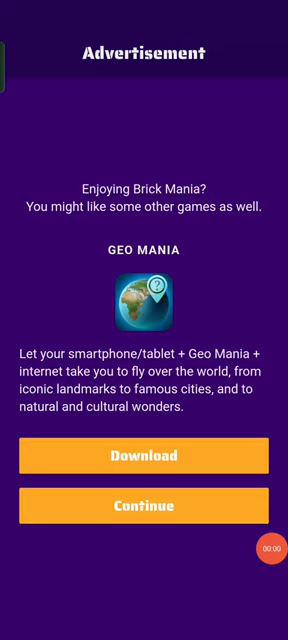 Advertisement
Enjoying Brick Mania?
You might like some other games as well.
GEO MANIA
?
Let your smartphone/tablet + Geo Mania +
internet take you to fly over the world, from
iconic landmarks to famous cities, and to
natural and cultural wonders.
Download
Continue
00:00